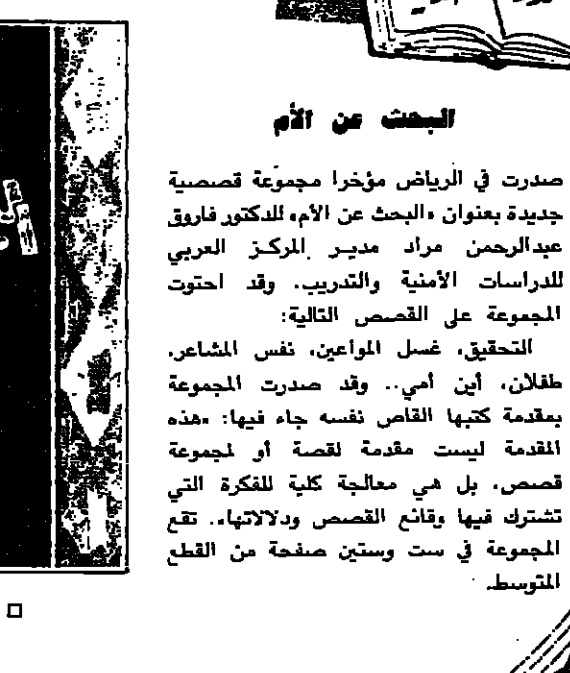 البحث عن الأم
صدرت في الرياض مؤخرا مجموعة قصصية
جديدة بعنوان «البحث عن الأم» للدكتور فاروق
عبدالرحمن مراد مدير المركز العربي
للدراسات الأمنية والتدريب. وقد احتوت
المجموعة على القصص التالية:
التحقيق، غسل المواعين، نفس المشاعر،
طفلان، أين أمي.. وقد صدرت المجموعة
بمقدمة كتبها القاص نفسه جاء فيها: «هذه
المقدمة ليست مقدمة لقصة أو لمجموعة
قصص، بل هي معالجة كلية للفكرة التي
تشترك فيها وقائع القصص ودلالاتها». تقع
المجموعة في ست وستين صفحة من القطع
المتوسط.